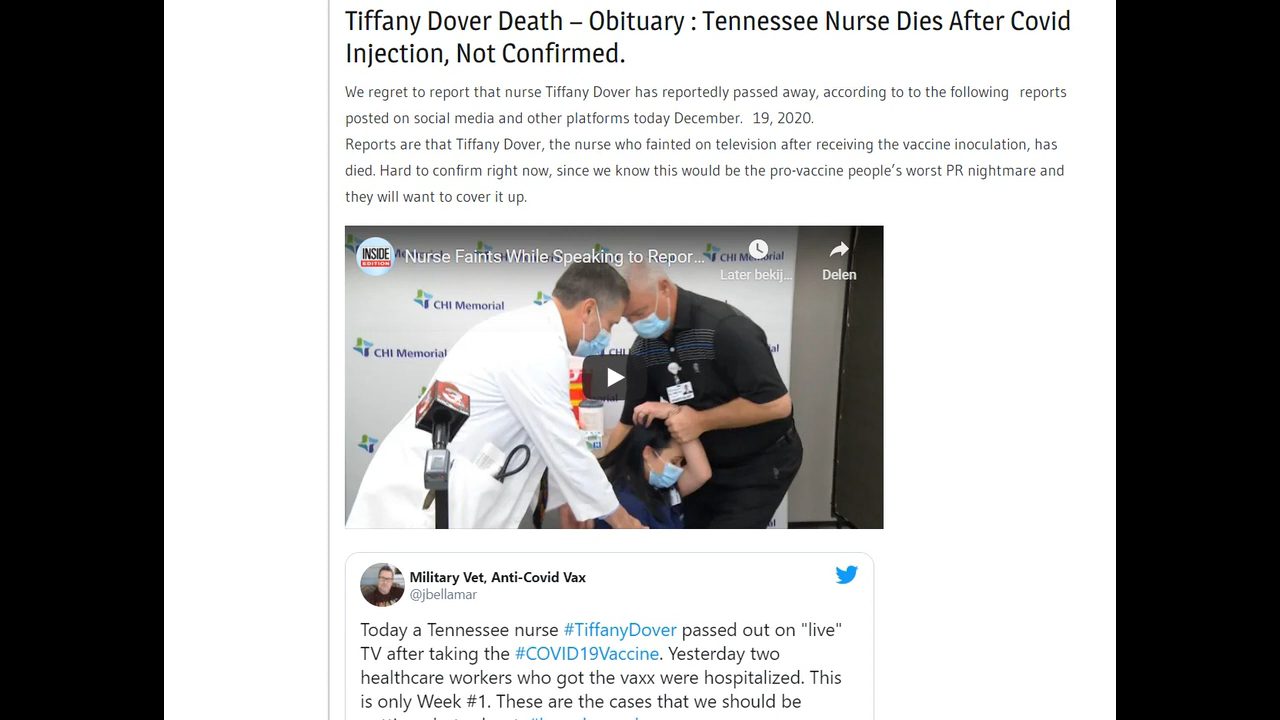 Tiffany Dover Death – Obituary : Tennessee Nurse Dies After Covid
Injection, Not Confirmed.
We regret to report that nurse Tiffany Dover has reportedly passed away, according to to the following reports
posted on social media and other platforms today December. 19, 2020.
Reports are that Tiffany Dover, the nurse who fainted on television after receiving the vaccine inoculation, has
died. Hard to confirm right now, since we know this would be the pro-vaccine people’s worst PR nightmare and
they will want to cover it up.
INSIDE
EDITION
Nurse Faints While Speaking to Repor...
Later bekij...
Delen
CHI Memorial
CHI Memorial
CHI Memorial
3
Military Vet, Anti-Covid Vax
@jbellamar
Today a Tennessee nurse #TiffanyDover passed out on "live"
TV after taking the #COVID19Vaccine. Yesterday two
healthcare workers who got the vaxx were hospitalized. This
is only Week #1. These are the cases that we should be